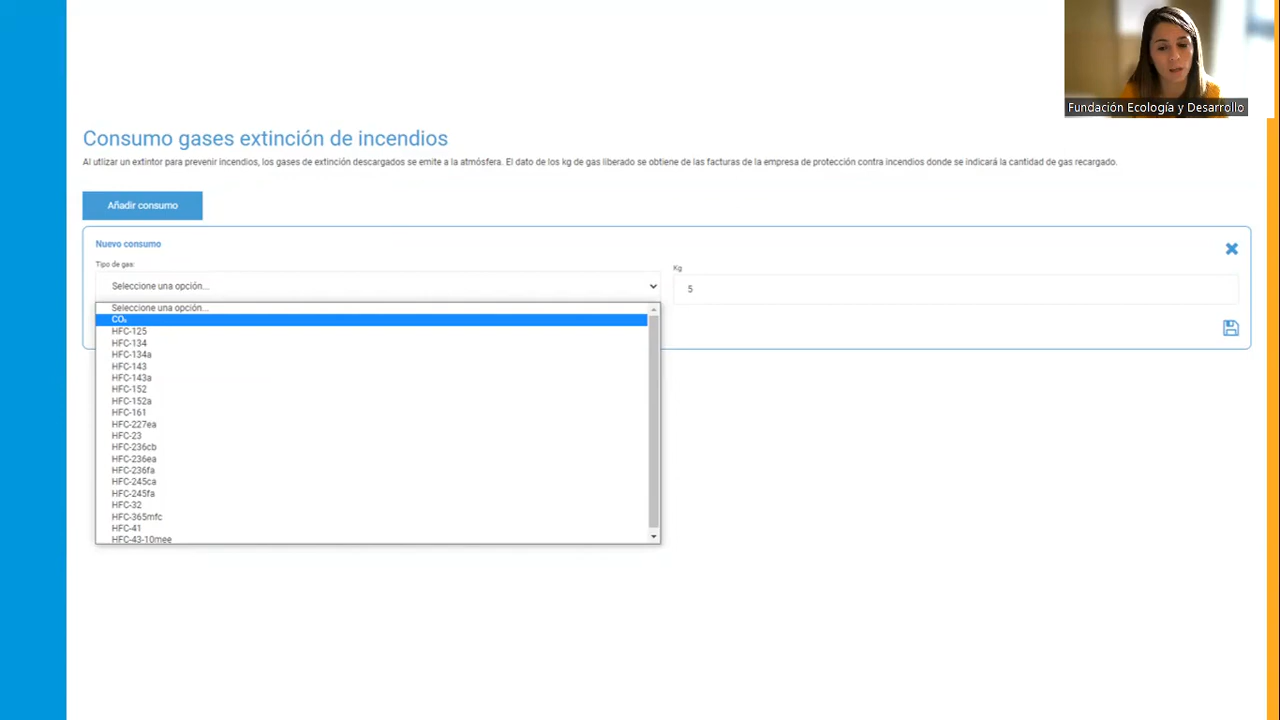 Fundación Ecología y Desarrollo
Consumo gases extinción de incendios
Al utlizar un extintor para prevenir incendios, los gases de extinción descargados se emite a la atmósfera. El dato de los kg de gas liberado se obtiene de las facturas de la empresa de protección contra incendios donde se indicará la cantidad de gas recargado.
Añadir consumo
Nuevo consumo
Tipo de gas:
Kg
Seleccione una opción...
5
Seleccione una opción...
CO₂
HFC-125
HFC-134
HFC-134a
HFC-143
HFC-143a
HFC-152
HFC-152a
HFC-161
HFC-227ea
HFC-23
HFC-236cb
HFC-236ea
HFC-236fa
HFC-245ca
HFC-245fa
HFC-32
HFC-365mfc
HFC-41
HFC-43-10mee